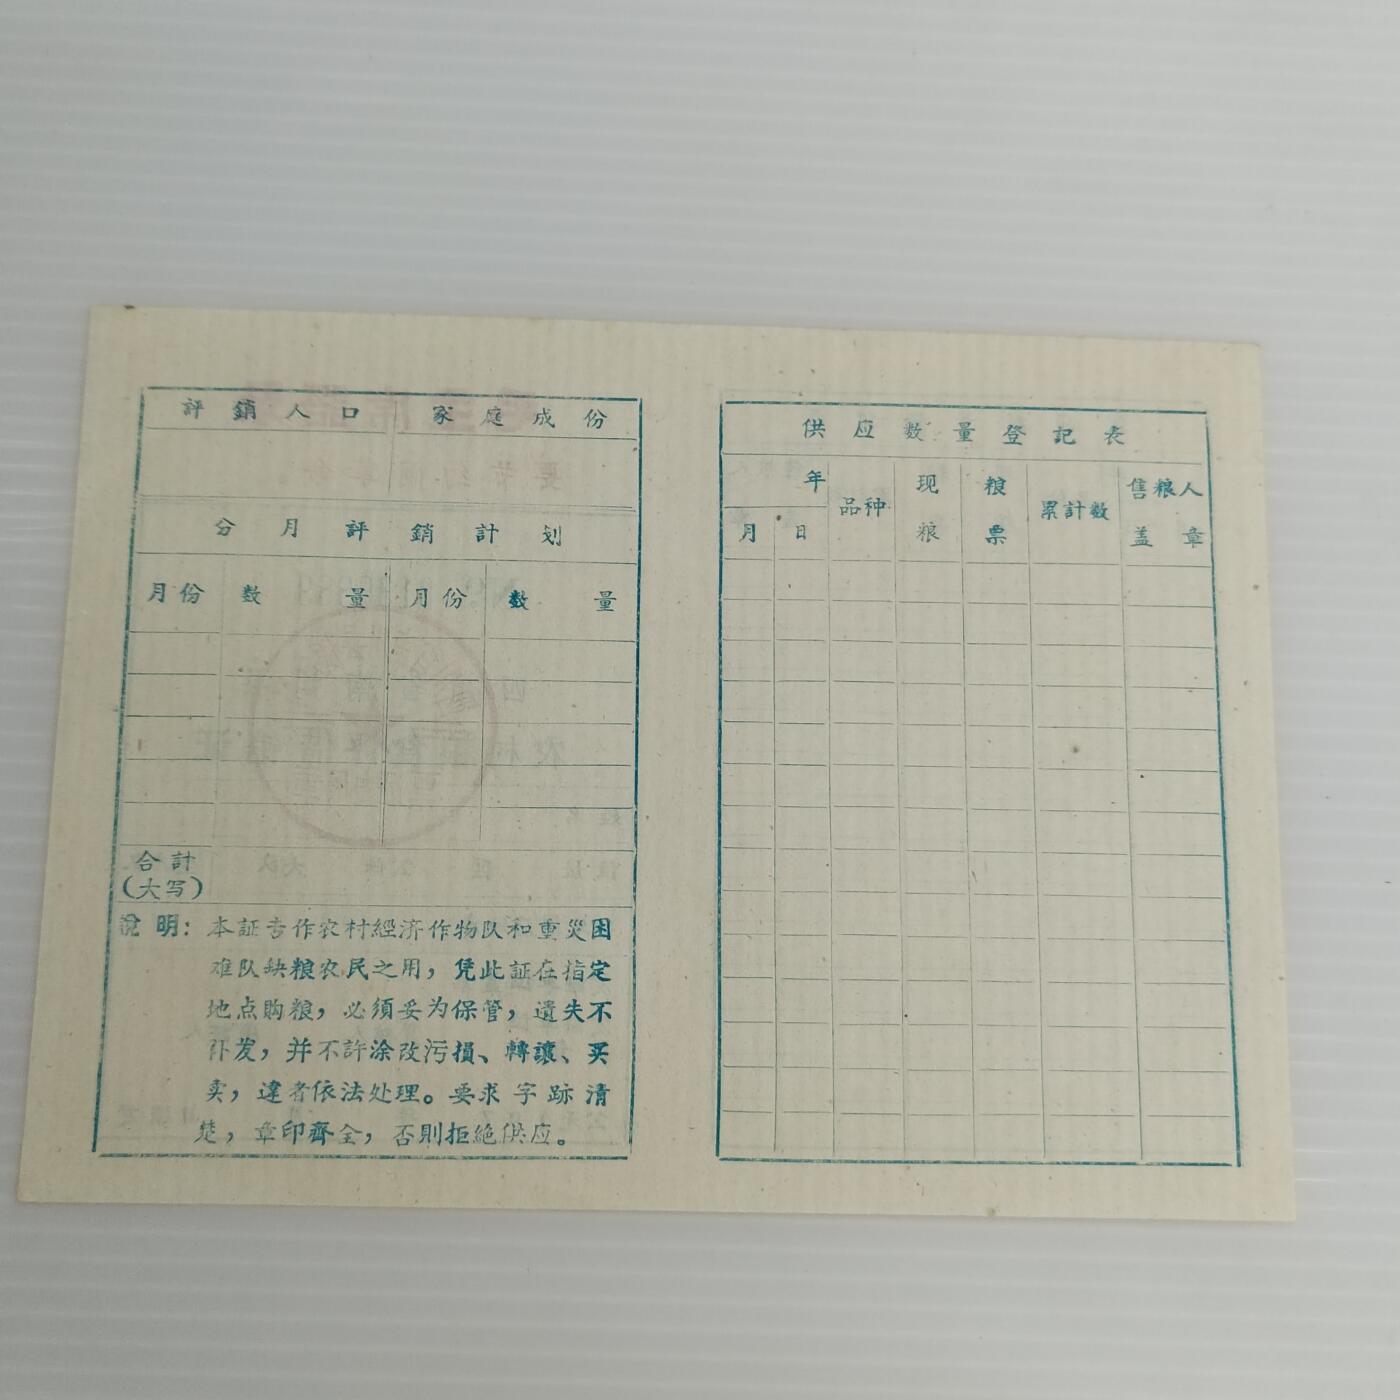 評銷人口 家庭成份
分月評銷計划
月份 数量 月份 数量
合計
(大写)
說明：本証专作农村經济作物队和重災困
难队缺粮农民之用，凭此証在指定
地点购粮，必须妥为保管，遺失不
补发，并不許涂改污損、轉讓、买
卖，違者依法处理。要求字跡清
楚，章印齊全，否則拒絶供应。
供应数量登記表
年
月 日
品种
现粮
粮票
累計数
售粮人
盖章